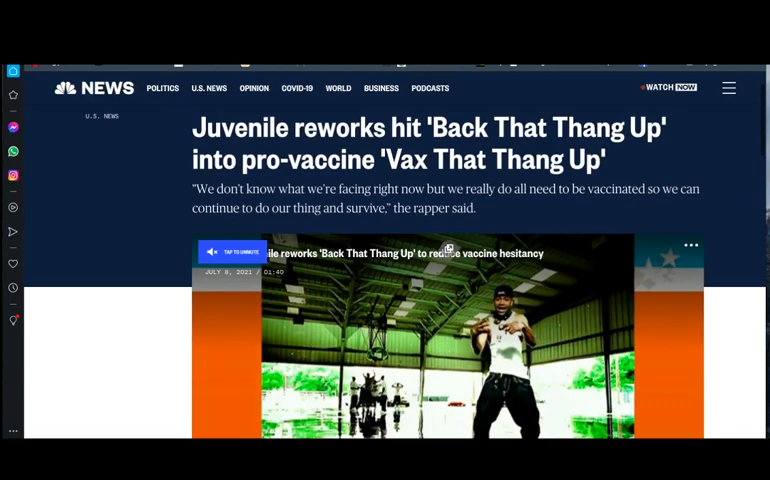 NEWS POLITICS U.S. NEWS OPINION COVID-19 WORLD BUSINESS PODCASTS WATCH NOW
U.S. NEWS
Juvenile reworks hit 'Back That Thang Up'
into pro-vaccine 'Vax That Thang Up'
"We don't know what we're facing right now but we really do all need to be vaccinated so we can
continue to do our thing and survive," the rapper said.
TAP TO UNMUTE
ile reworks 'Back That Thang Up' to reduce vaccine hesitancy
JULY 8, 2021 / 01:40